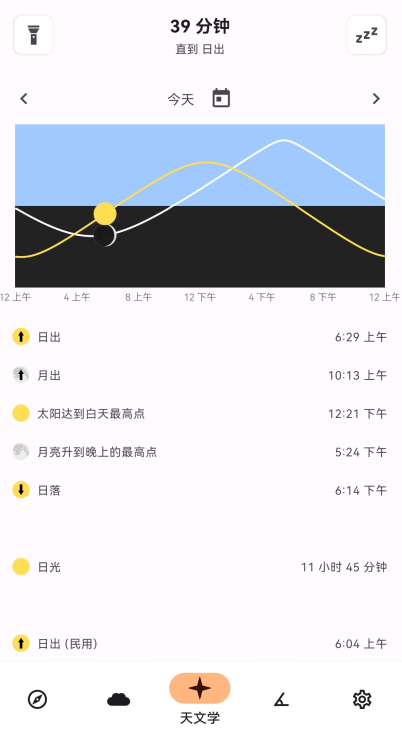 39 分钟
zzz
直到 日出
今天
12 上午 4 上午 8 上午 12 下午 4 下午 8 下午 12 上午
日出 6:29 上午
月出 10:13 上午
太阳达到白天最高点 12:21 下午
月亮升到晚上的最高点 5:24 下午
日落 6:14 下午
日光 11 小时 45 分钟
日出 (民用) 6:04 上午
天文学